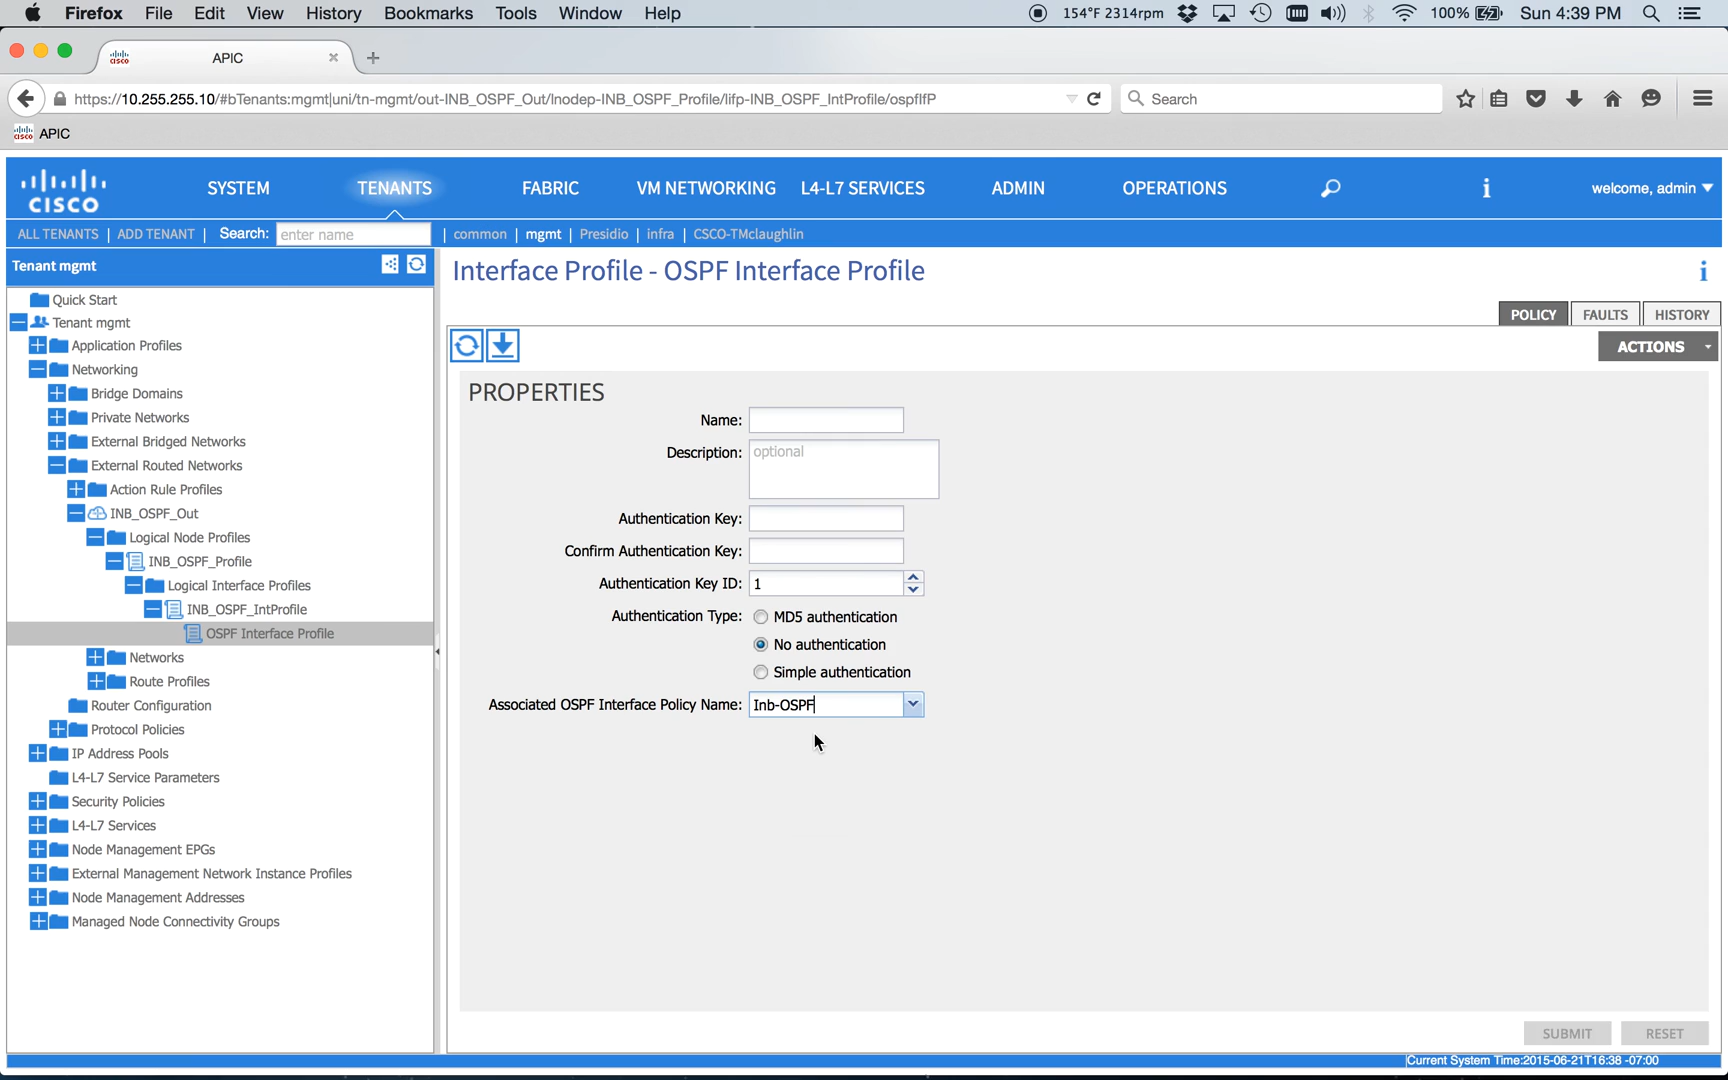 Firefox File Edit View History Bookmarks Tools Window Help 154°F 2314rpm 100% Sun 4:39 PM
APIC
https://10.255.255.10/#bTenants:mgmt|uni/tn-mgmt/out-INB_OSPF_Out/lnodep-INB_OSPF_Profile/lifp-INB_OSPF_IntProfile/ospfIfP Search
APIC
CISCO SYSTEM TENANTS FABRIC VM NETWORKING L4-L7 SERVICES ADMIN OPERATIONS i welcome, admin
ALL TENANTS | ADD TENANT | Search: enter name | common | mgmt | Presidio | infra | CSCO-TMclaughlin
Tenant mgmt
Quick Start
Tenant mgmt
Application Profiles
Networking
Bridge Domains
Private Networks
External Bridged Networks
External Routed Networks
Action Rule Profiles
INB_OSPF_Out
Logical Node Profiles
INB_OSPF_Profile
Logical Interface Profiles
INB_OSPF_IntProfile
OSPF Interface Profile
Networks
Route Profiles
Router Configuration
Protocol Policies
IP Address Pools
L4-L7 Service Parameters
Security Policies
L4-L7 Services
Node Management EPGs
External Management Network Instance Profiles
Node Management Addresses
Managed Node Connectivity Groups
Interface Profile - OSPF Interface Profile i
POLICY FAULTS HISTORY
ACTIONS
PROPERTIES
Name:
Description: optional
Authentication Key:
Confirm Authentication Key:
Authentication Key ID: 1
Authentication Type: MD5 authentication
No authentication
Simple authentication
Associated OSPF Interface Policy Name: Inb-OSPF
SUBMIT RESET
Current System Time:2015-06-21T16:38 -07:00